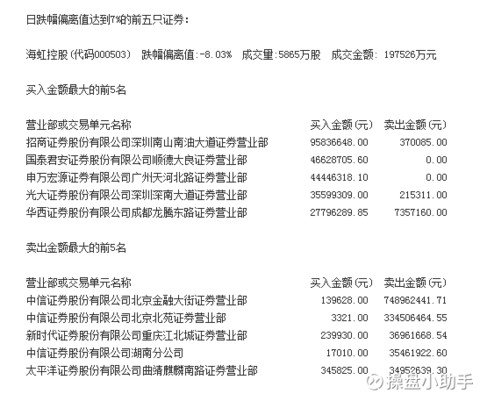 日跌幅偏离值达到7%的前五只证券:
海虹控股(代码000503) 跌幅偏离值:-8.03% 成交量:5865万股 成交金额: 197526万元
买入金额最大的前5名
营业部或交易单元名称 买入金额(元) 卖出金额(元)
招商证券股份有限公司深圳南山南油大道证券营业部 95836648.00 370085.00
国泰君安证券股份有限公司顺德大良证券营业部 46628705.60 0.00
申万宏源证券有限公司广州天河北路证券营业部 44446318.10 0.00
光大证券股份有限公司深圳深南大道证券营业部 35599309.00 215311.00
华西证券股份有限公司成都龙腾东路证券营业部 27796289.85 7357160.00
卖出金额最大的前5名
营业部或交易单元名称 买入金额(元) 卖出金额(元)
中信证券股份有限公司北京金融大街证券营业部 139628.00 748962441.71
中信证券股份有限公司北京北苑证券营业部 3321.00 334506464.55
新时代证券股份有限公司重庆江北城证券营业部 239930.00 36961668.54
中信证券股份有限公司湖南分公司 17010.00 35461922.60
太平洋证券股份有限公司曲靖麒麟南路证券营业部 345825.00 34952639.30
操盘小助手